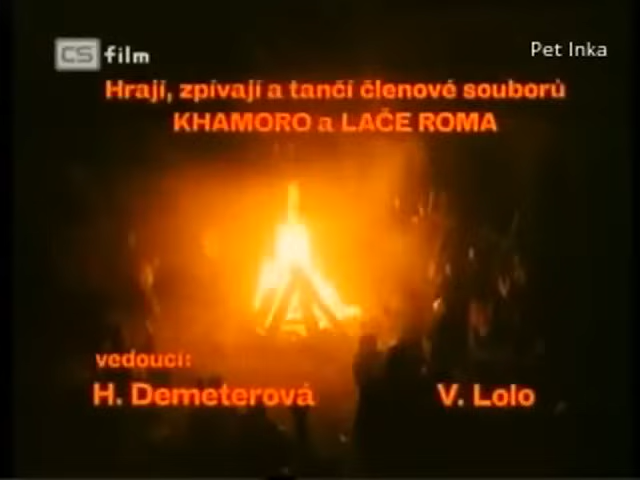 CS film
Pet Inka
Hrají, zpívají a tančí členové souborů
KHAMORO a LAČE ROMA
vedoucí:
H. Demeterová
V. Lolo